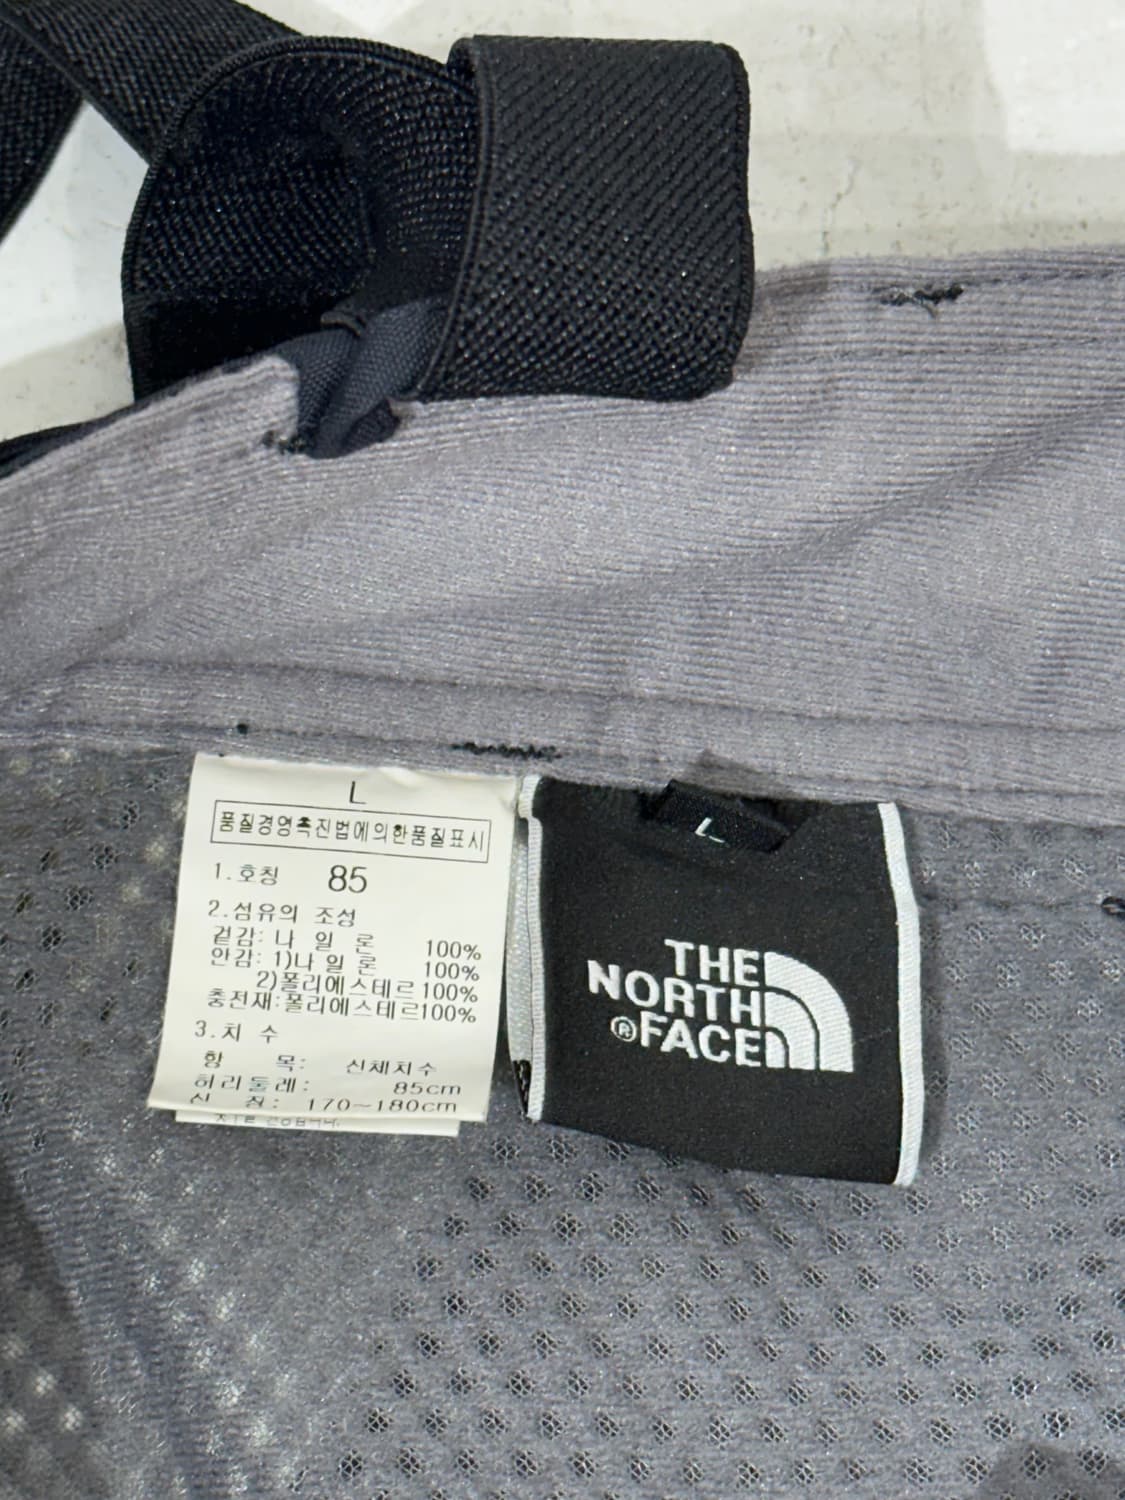 L
품질경영촉진법에의한품질표시
1.호칭 85
2.섬유의 조성
겉감: 나 일 론 100%
안감: 1)나 일 론 100%
2)폴리에스테르 100%
충전재:폴리에스테르100%
3.치 수
항 목: 신체치수
허리둘레: 85cm
신 장: 170~180cm
L
THE
NORTH
®FACE